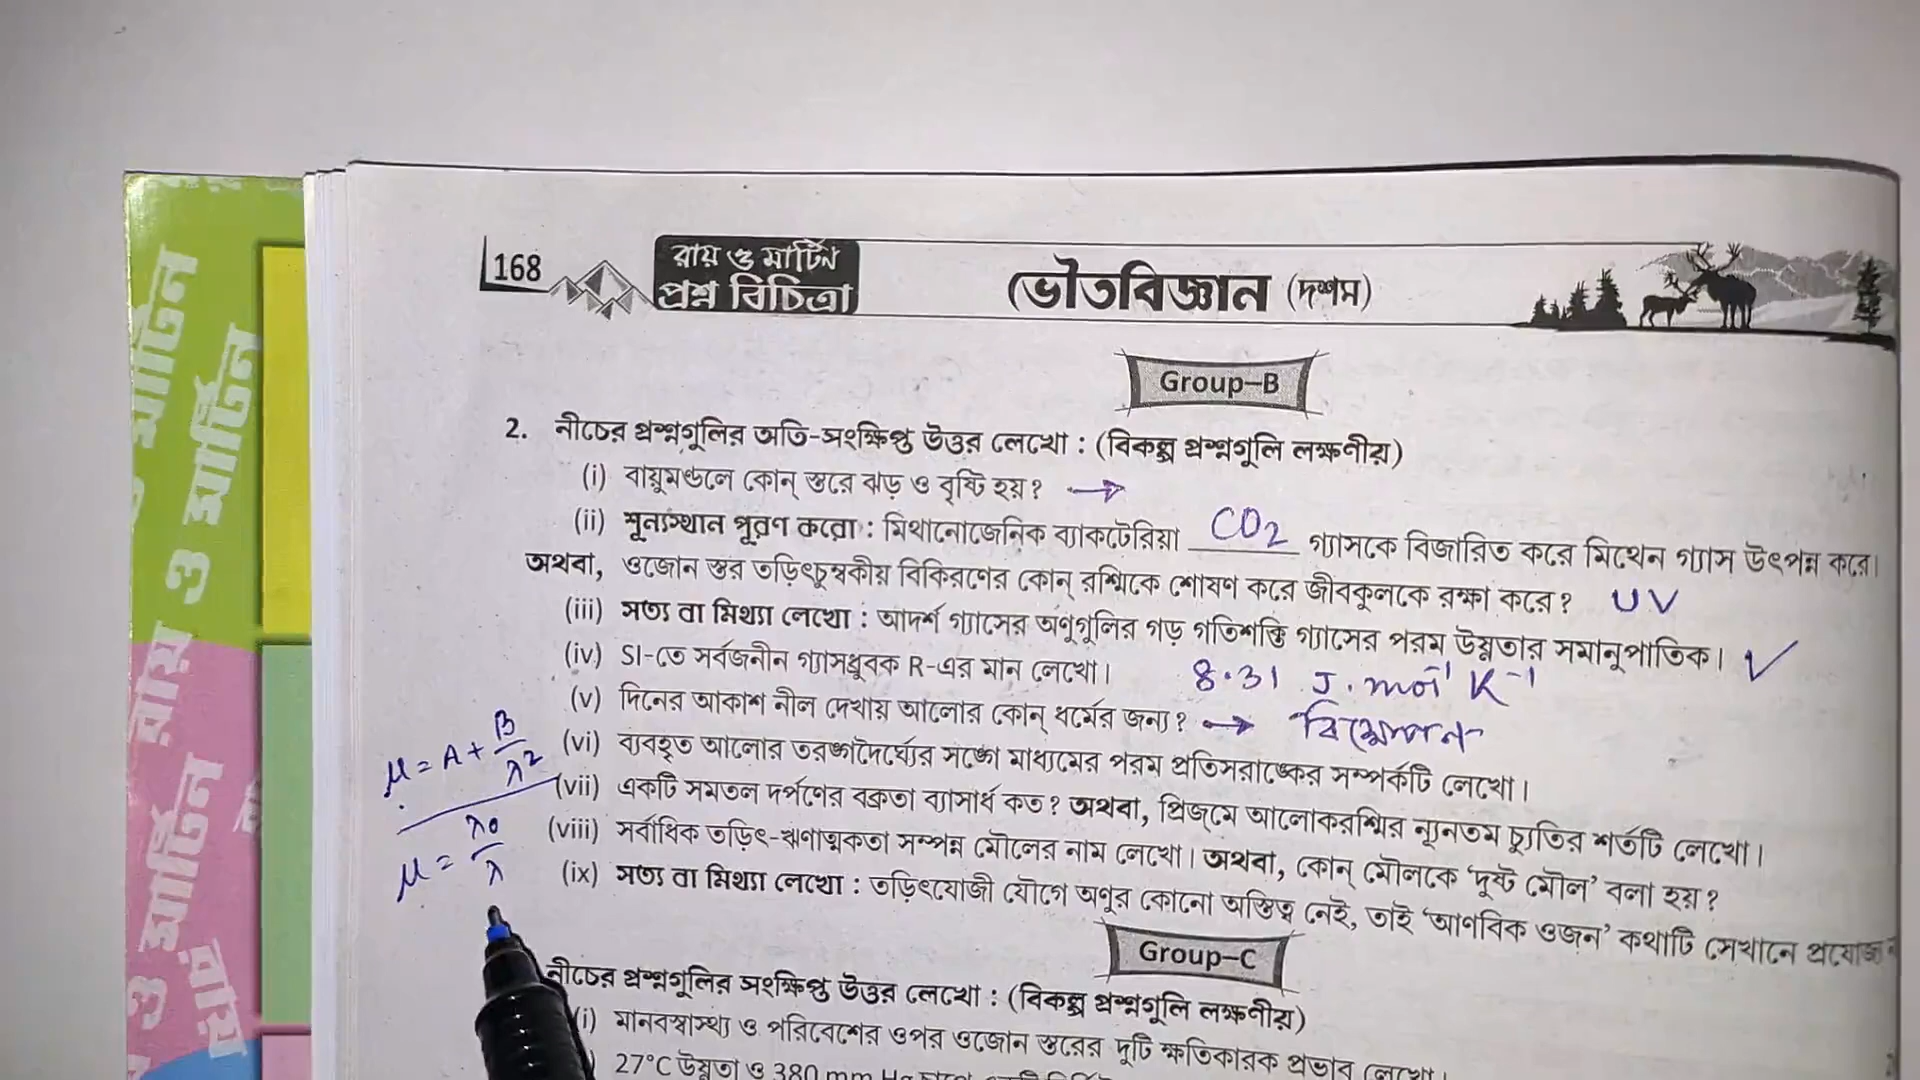 168
রায় ও মার্টিন
প্রশ্ন বিচিত্রা
ভৌতবিজ্ঞান (দশম)
Group–B
2. নীচের প্রশ্নগুলির অতি-সংক্ষিপ্ত উত্তর লেখো : (বিকল্প প্রশ্নগুলি লক্ষণীয়)
(i) বায়ুমণ্ডলে কোন্ স্তরে ঝড় ও বৃষ্টি হয়? →
(ii) শূন্যস্থান পূরণ করো : মিথানোজেনিক ব্যাকটেরিয়া CO2 গ্যাসকে বিজারিত করে মিথেন গ্যাস উৎপন্ন করে।
অথবা, ওজোন স্তর তড়িৎচুম্বকীয় বিকিরণের কোন্ রশ্মিকে শোষণ করে জীবকুলকে রক্ষা করে? UV
(iii) সত্য বা মিথ্যা লেখো : আদর্শ গ্যাসের অণুগুলির গড় গতিশক্তি গ্যাসের পরম উষ্ণতার সমানুপাতিক। ✓
(iv) SI-তে সর্বজনীন গ্যাসধ্রুবক R-এর মান লেখো। 8.31 J. mol⁻¹ K⁻¹
(v) দিনের আকাশ নীল দেখায় আলোর কোন্ ধর্মের জন্য? → বিক্ষেপণ
μ = A + B/λ²
(vi) ব্যবহৃত আলোর তরঙ্গদৈর্ঘ্যের সঙ্গে মাধ্যমের পরম প্রতিসরাঙ্কের সম্পর্কটি লেখো।
(vii) একটি সমতল দর্পণের বক্রতা ব্যাসার্ধ কত? অথবা, প্রিজ্‌মে আলোকরশ্মির ন্যূনতম চ্যুতির শর্তটি লেখো।
μ = λ0/λ
(viii) সর্বাধিক তড়িৎ-ঋণাত্মকতা সম্পন্ন মৌলের নাম লেখো। অথবা, কোন্ মৌলকে ‘দুষ্ট মৌল’ বলা হয়?
(ix) সত্য বা মিথ্যা লেখো : তড়িৎযোজী যৌগে অণুর কোনো অস্তিত্ব নেই, তাই ‘আণবিক ওজন’ কথাটি সেখানে প্রযোজ্য
Group–C
নীচের প্রশ্নগুলির সংক্ষিপ্ত উত্তর লেখো : (বিকল্প প্রশ্নগুলি লক্ষণীয়)
(i) মানবস্বাস্থ্য ও পরিবেশের ওপর ওজোন স্তরের দুটি ক্ষতিকারক প্রভাব লেখো।
27°C উষ্ণতা ও 380 mm Hg
ও মার্টিন
রায় ও মার্টিন